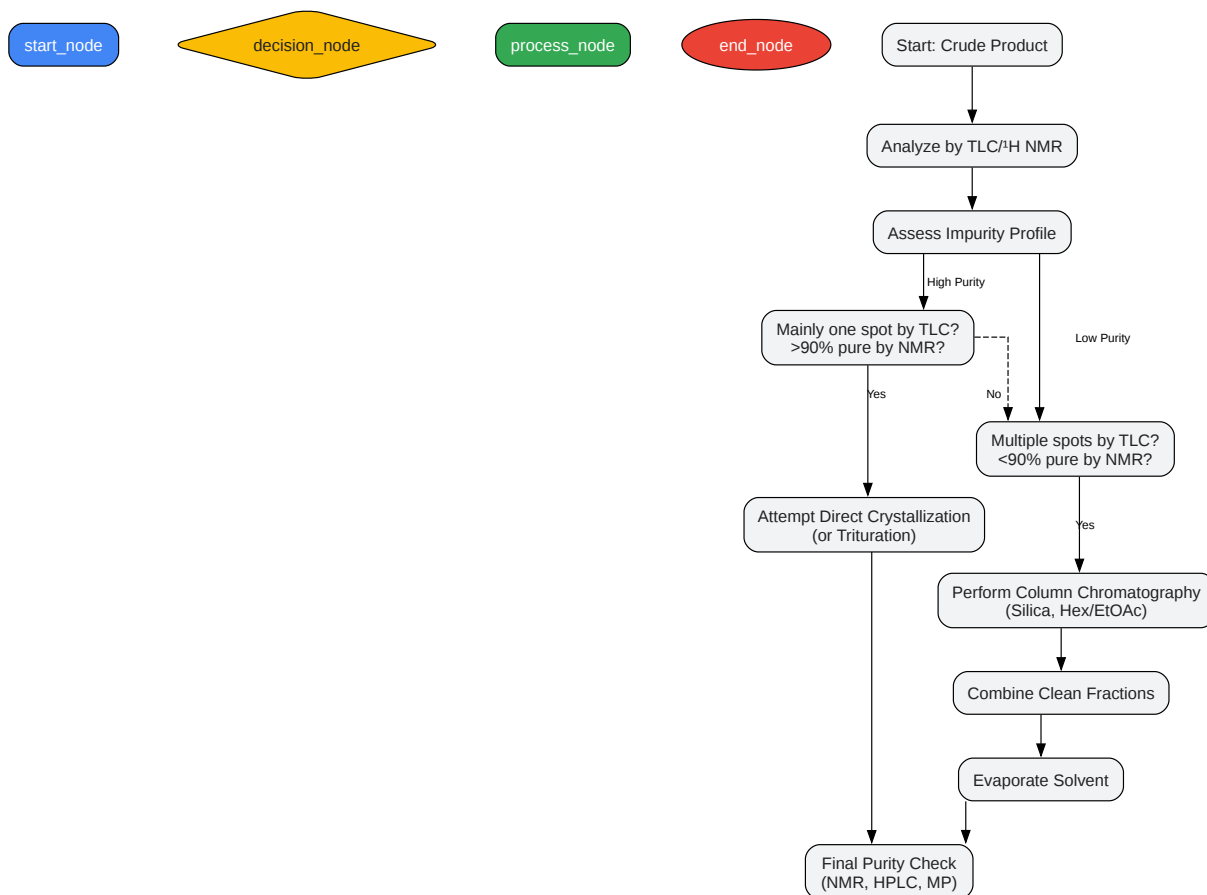 start_node
decision_node
process_node
end_node
Start: Crude Product
Analyze by TLC/¹H NMR
Assess Impurity Profile
High Purity
Low Purity
Mainly one spot by TLC?
>90% pure by NMR?
Yes
No
Multiple spots by TLC?
<90% pure by NMR?
Attempt Direct Crystallization
(or Trituration)
Yes
Perform Column Chromatography
(Silica, Hex/EtOAc)
Combine Clean Fractions
Evaporate Solvent
Final Purity Check
(NMR, HPLC, MP)